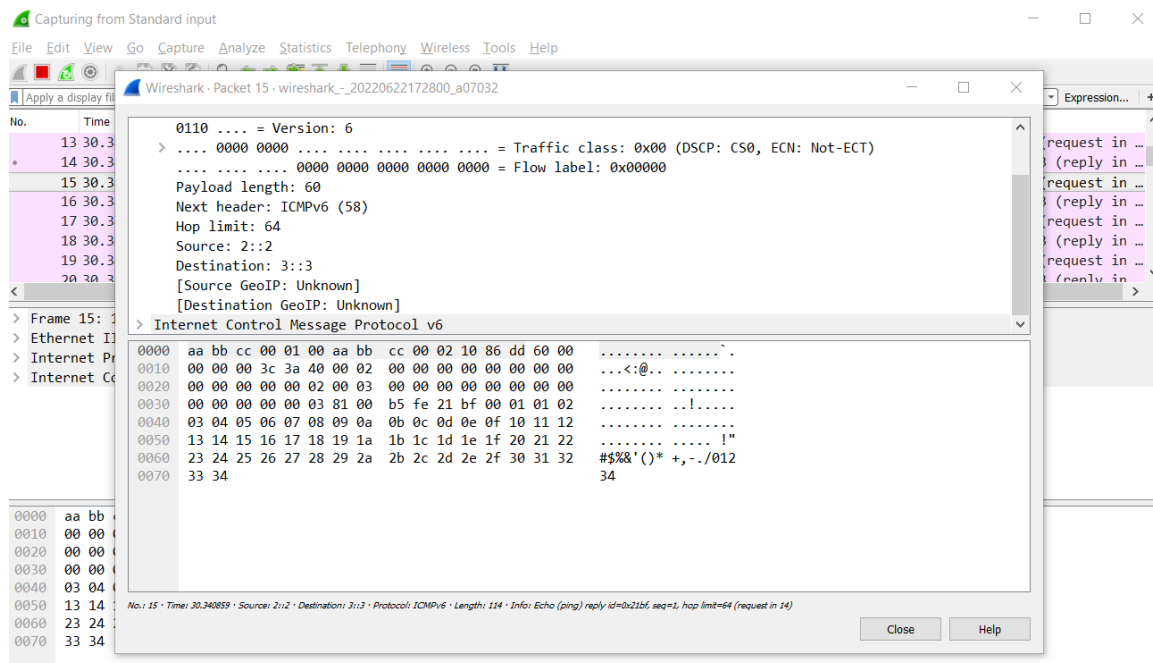 Capturing from Standard input
File Edit View Go Capture Analyze Statistics Telephony Wireless Tools Help
Apply a display fil
Expression... +
No. Time
13 30.3
14 30.3
15 30.3
16 30.3
17 30.3
18 30.3
19 30.3
20 30.3
(request in …
(reply in …
(request in …
(reply in …
(request in …
(reply in …
(request in …
(reply in
> Frame 15: 1
> Ethernet II
> Internet Pr
> Internet Co
Wireshark · Packet 15 · wireshark_-_20220622172800_a07032
0110 .... = Version: 6
> .... 0000 0000 .... .... .... .... .... = Traffic class: 0x00 (DSCP: CS0, ECN: Not-ECT)
.... .... .... 0000 0000 0000 0000 0000 = Flow label: 0x00000
Payload length: 60
Next header: ICMPv6 (58)
Hop limit: 64
Source: 2::2
Destination: 3::3
[Source GeoIP: Unknown]
[Destination GeoIP: Unknown]
> Internet Control Message Protocol v6
0000 aa bb cc 00 01 00 aa bb cc 00 02 10 86 dd 60 00 ........ ......`.
0010 00 00 00 3c 3a 40 00 02 00 00 00 00 00 00 00 00 ...<:@.. ........
0020 00 00 00 00 00 02 00 03 00 00 00 00 00 00 00 00 ........ ........
0030 00 00 00 00 00 03 81 00 b5 fe 21 bf 00 01 01 02 ........ ..!.....
0040 03 04 05 06 07 08 09 0a 0b 0c 0d 0e 0f 10 11 12 ........ ........
0050 13 14 15 16 17 18 19 1a 1b 1c 1d 1e 1f 20 21 22 ........ ..... !"
0060 23 24 25 26 27 28 29 2a 2b 2c 2d 2e 2f 30 31 32 #$%&'()* +,-./012
0070 33 34 34
No.: 15 · Time: 30.340859 · Source: 2::2 · Destination: 3::3 · Protocol: ICMPv6 · Length: 114 · Info: Echo (ping) reply id=0x21bf, seq=1, hop limit=64 (request in 14)
Close Help
0000 aa bb
0010 00 00
0020 00 00
0030 00 00
0040 03 04
0050 13 14
0060 23 24
0070 33 34